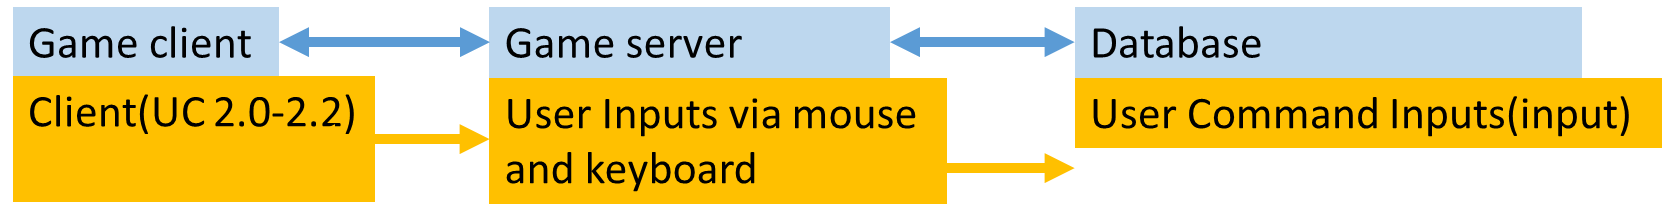 Game client
Game server
Database
Client(UC 2.0-2.2)
User Inputs via mouse
and keyboard
User Command Inputs(input)